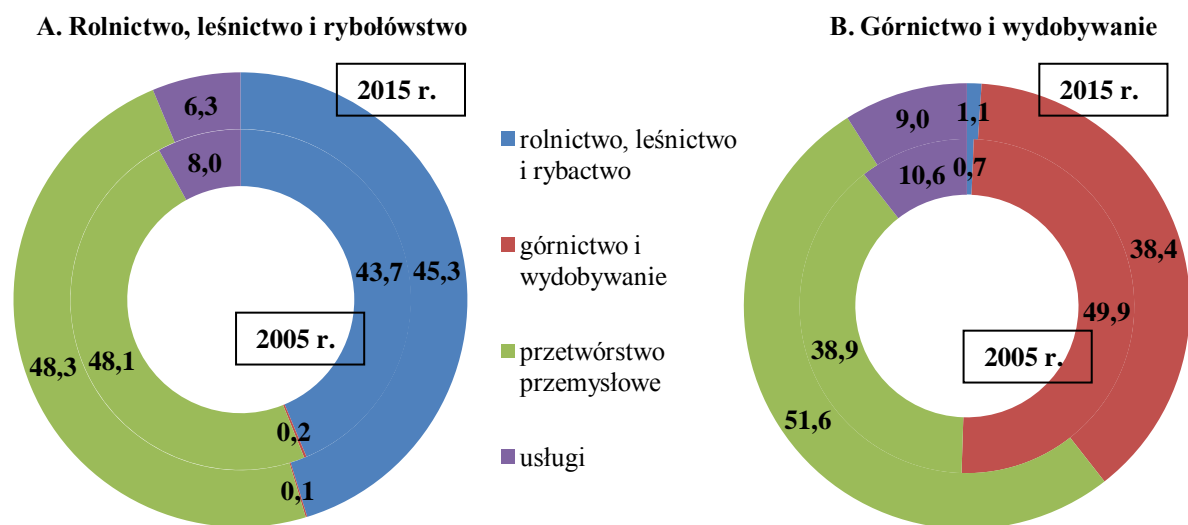 A. Rolnictwo, leśnictwo i rybołówstwo
2015 r.
6,3
8,0
43,7
45,3
2005 r.
48,3
48,1
0,2
0,1
rolnictwo, leśnictwo
i rybactwo
górnictwo i
wydobywanie
przetwórstwo
przemysłowe
usługi
B. Górnictwo i wydobywanie
2015 r.
9,0
1,1
10,6
0,7
38,4
49,9
38,9
2005 r.
51,6